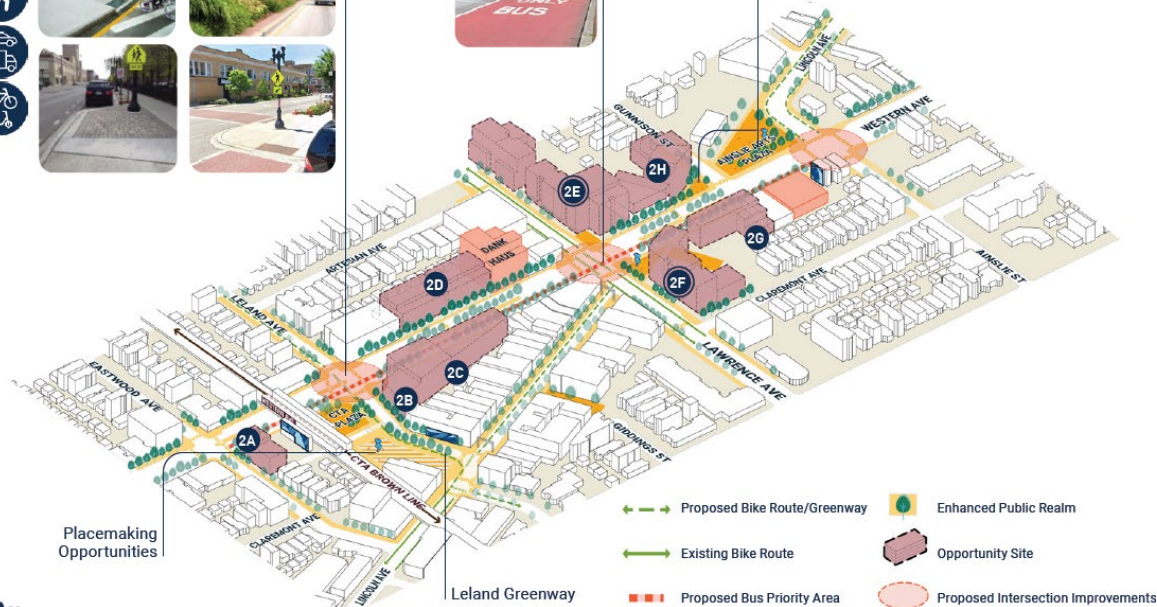 ONLY
BUS
LINCOLN AVE
WESTERN AVE
GUNNISON ST
AINSLIE ARTS
PLAZA
2H
2E
2G
2F
DANK
HAUS
2D
ARTESIAN AVE
CLAREMONT AVE
AINSLIE ST
LELAND AVE
LAWRENCE AVE
2C
2B
EASTWOOD AVE
CTA
PLAZA
2A
GIDDINGS ST
CTA BROWN LINE
CLAREMONT AVE
LINCOLN AVE
Placemaking
Opportunities
Leland Greenway
Proposed Bike Route/Greenway
Enhanced Public Realm
Existing Bike Route
Opportunity Site
Proposed Bus Priority Area
Proposed Intersection Improvements